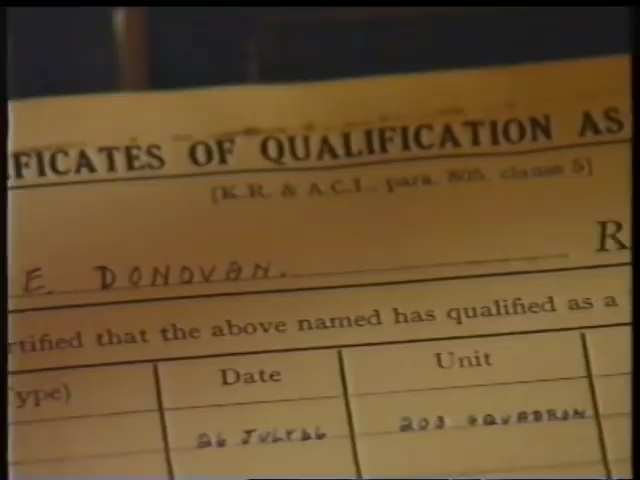 FICATES OF QUALIFICATION AS
[K.R. & A.C.I., para. 805, clause 5]
E. DONOVAN. R
rtified that the above named has qualified as a
ype) Date Unit
26 JULY 203 SQUADRON